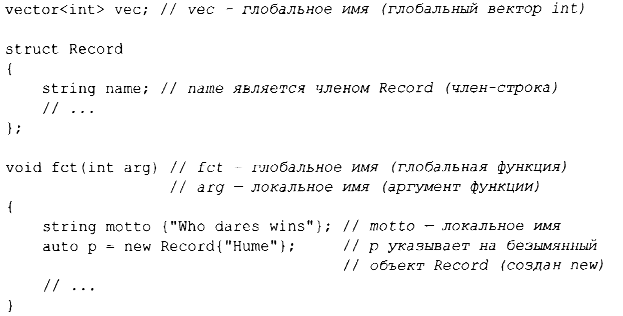 vector<int> vec; // vec - глобальное имя (глобальный вектор int)
struct Record
{
string name; // name является членом Record (член-строка)
// ...
};
void fct(int arg) // fct - глобальное имя (глобальная функция)
// arg — локальное имя (аргумент функции)
{
string motto {"Who dares wins"}; // motto — локальное имя
auto p = new Record{"Hume"}; // p указывает на безымянный
// объект Record (создан new)
// ...
}